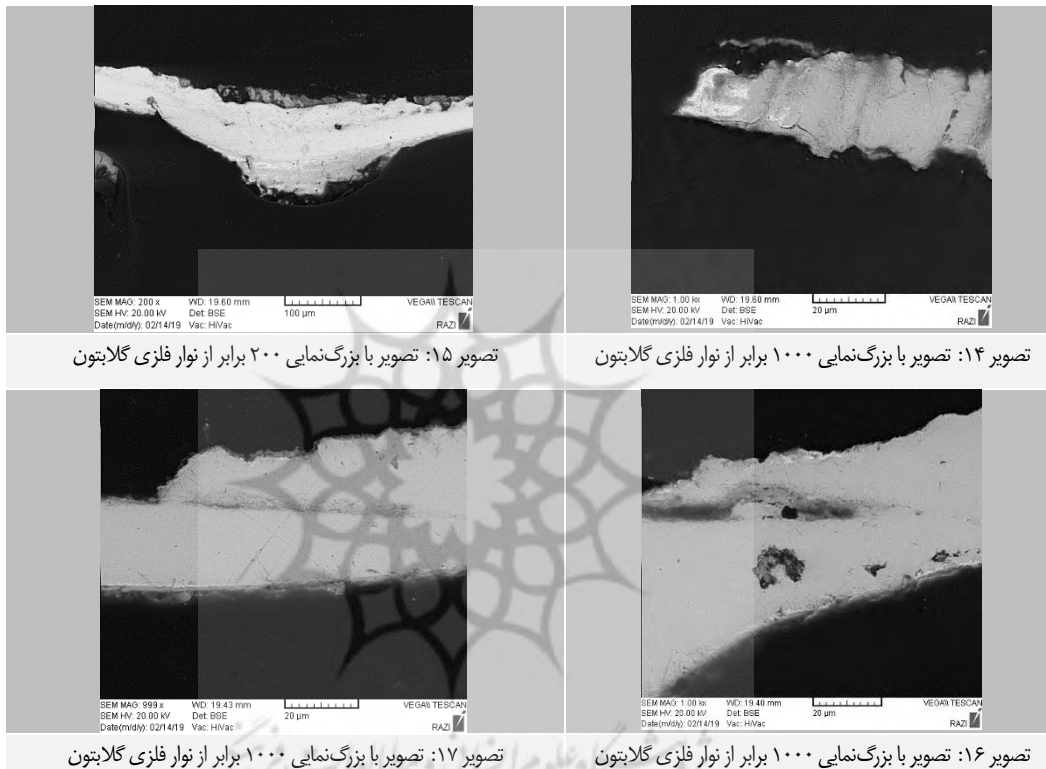 SEM MAG: 1.00 kx WD: 19.60 mm VEGA\\ TESCAN
SEM HV: 20.00 kV Det: BSE 20 µm
Date(m/d/y): 02/14/19 Vac: HiVac RAZI
تصویر ۱۴: تصویر با بزرگ‌نمایی ۱۰۰۰ برابر از نوار فلزی گلابتون
SEM MAG: 200 x WD: 19.60 mm VEGA\\ TESCAN
SEM HV: 20.00 kV Det: BSE 100 µm
Date(m/d/y): 02/14/19 Vac: HiVac RAZI
تصویر ۱۵: تصویر با بزرگ‌نمایی ۲۰۰ برابر از نوار فلزی گلابتون
SEM MAG: 1.00 kx WD: 19.40 mm VEGA\\ TESCAN
SEM HV: 20.00 kV Det: BSE 20 µm
Date(m/d/y): 02/14/19 Vac: HiVac RAZI
تصویر ۱۶: تصویر با بزرگ‌نمایی ۱۰۰۰ برابر از نوار فلزی گلابتون
SEM MAG: 999 x WD: 19.43 mm VEGA\\ TESCAN
SEM HV: 20.00 kV Det: BSE 20 µm
Date(m/d/y): 02/14/19 Vac: HiVac RAZI
تصویر ۱۷: تصویر با بزرگ‌نمایی ۱۰۰۰ برابر از نوار فلزی گلابتون